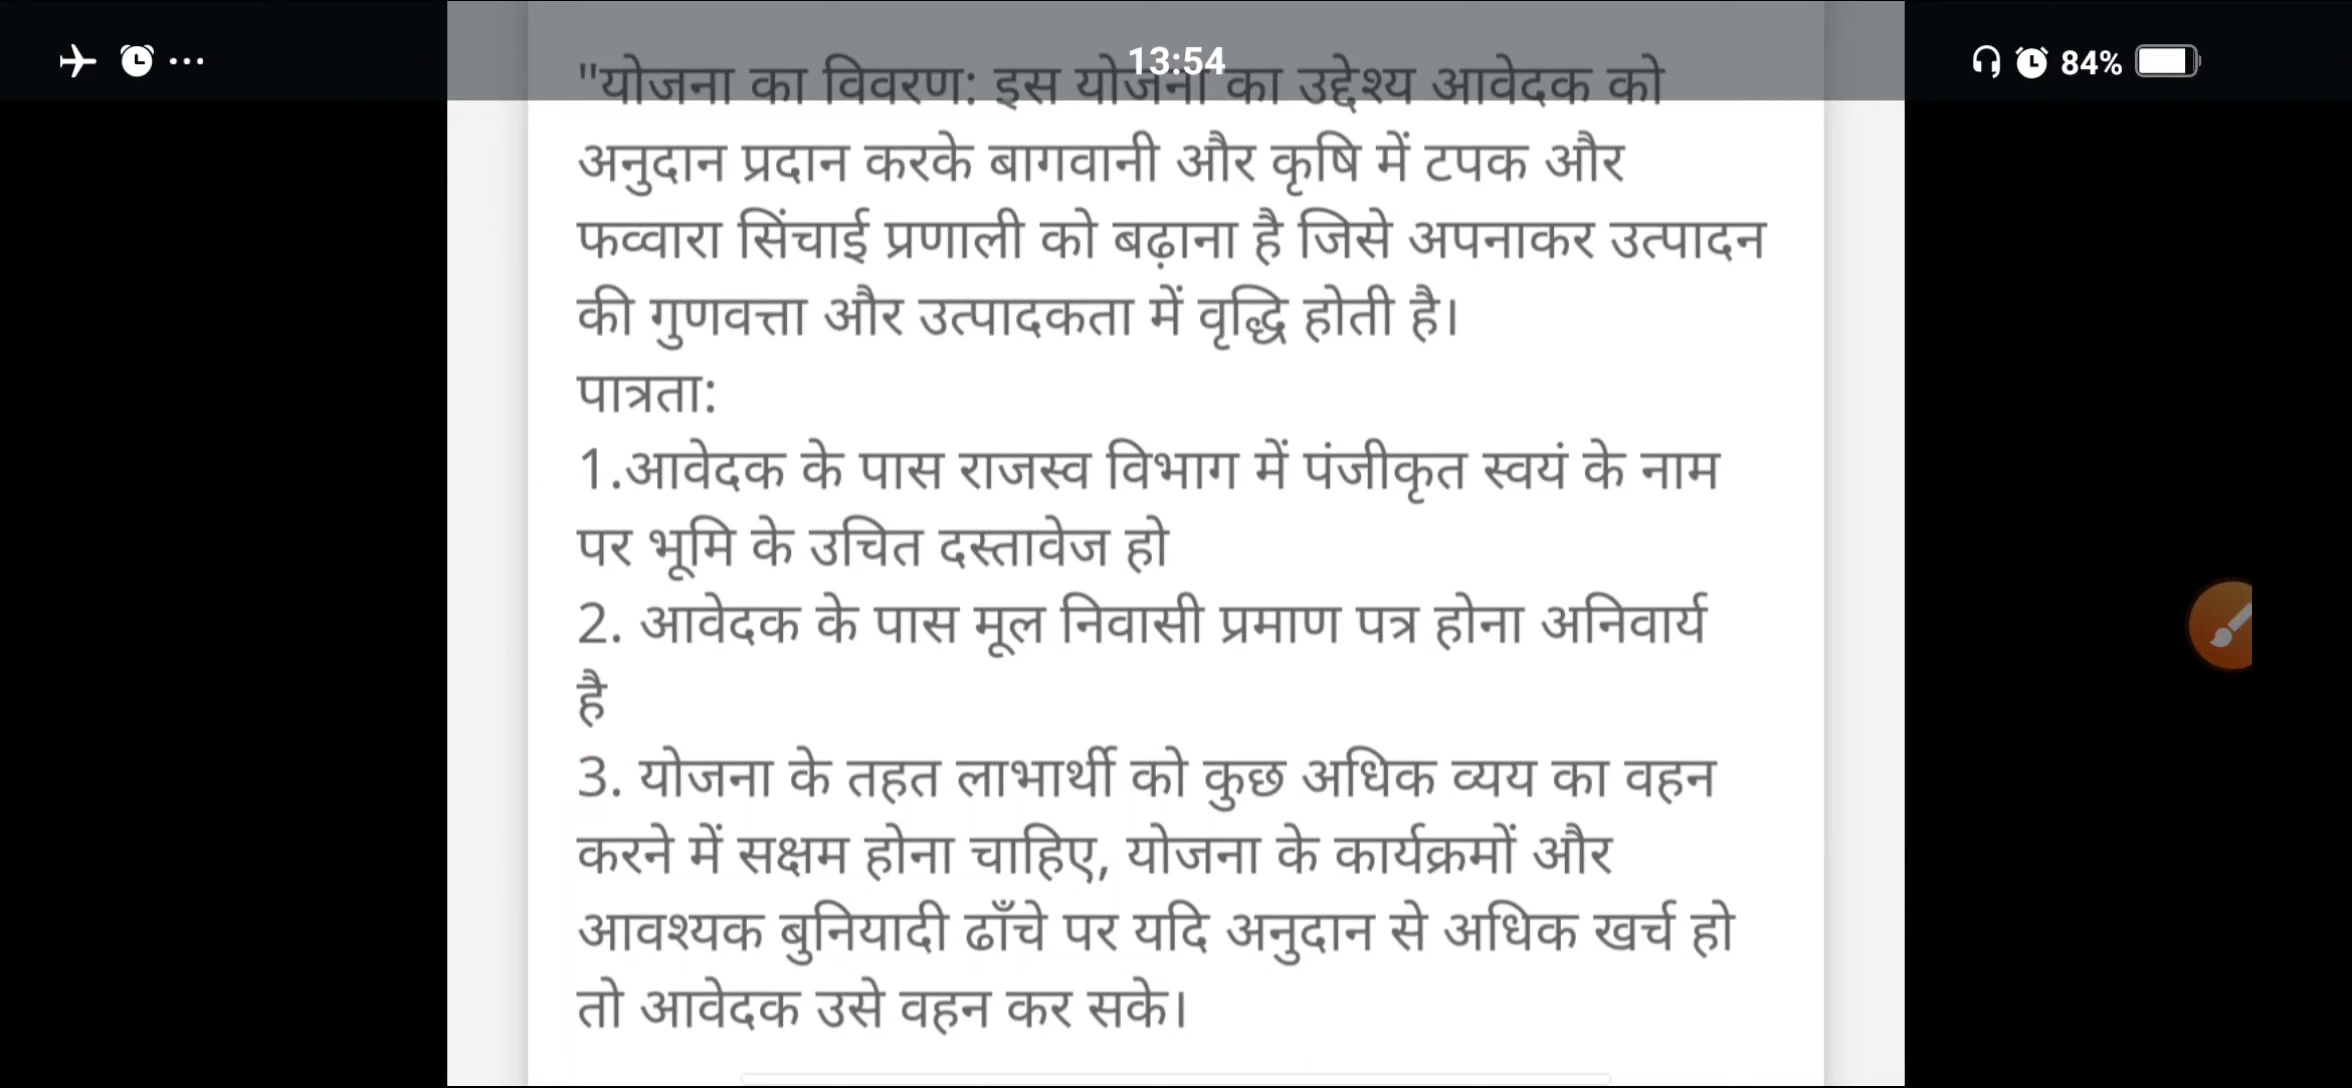 13:54
84%
"योजना का विवरण: इस योजना का उद्देश्य आवेदक को
अनुदान प्रदान करके बागवानी और कृषि में टपक और
फव्वारा सिंचाई प्रणाली को बढ़ाना है जिसे अपनाकर उत्पादन
की गुणवत्ता और उत्पादकता में वृद्धि होती है।
पात्रता:
1.आवेदक के पास राजस्व विभाग में पंजीकृत स्वयं के नाम
पर भूमि के उचित दस्तावेज हो
2. आवेदक के पास मूल निवासी प्रमाण पत्र होना अनिवार्य
है
3. योजना के तहत लाभार्थी को कुछ अधिक व्यय का वहन
करने में सक्षम होना चाहिए, योजना के कार्यक्रमों और
आवश्यक बुनियादी ढाँचे पर यदि अनुदान से अधिक खर्च हो
तो आवेदक उसे वहन कर सके।